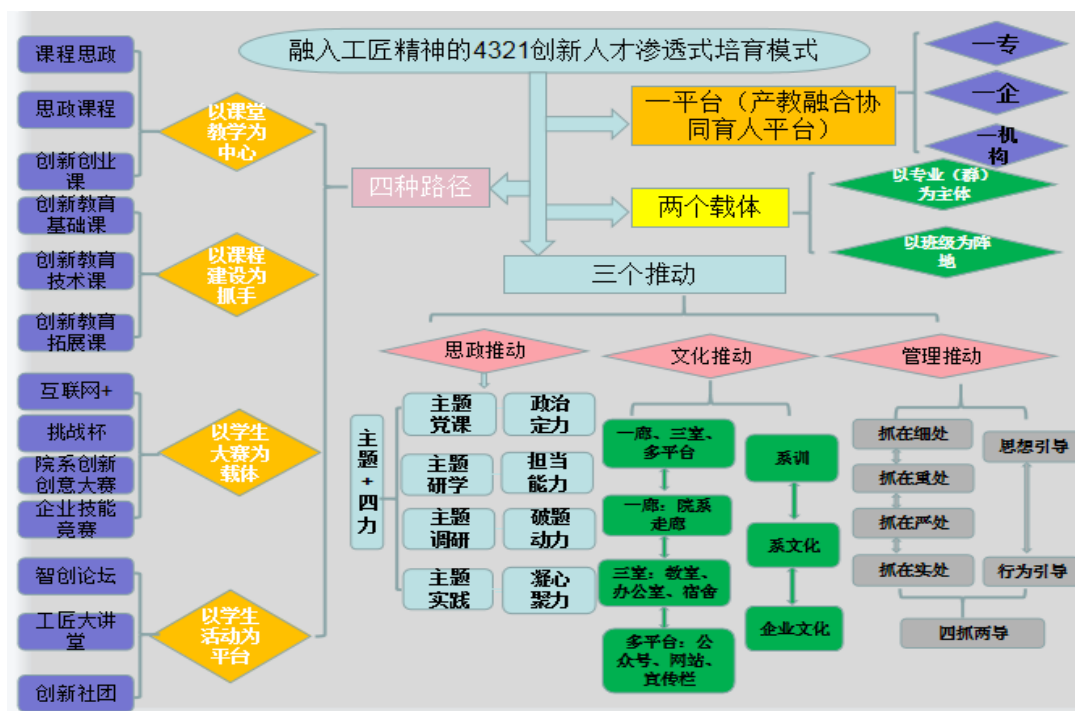 融入工匠精神的4321创新人才渗透式培育模式
一平台（产教融合协
同育人平台）
一专
一企
一机
构
四种路径
两个载体
以专业（群）
为主体
以班级为阵
地
三个推动
以课堂
教学为
中心
课程思政
思政课程
创新创业
课
以课程
建设为
抓手
创新教育
基础课
创新教育
技术课
创新教育
拓展课
以学生
大赛为
载体
互联网+
挑战杯
院系创新
创意大赛
企业技能
竞赛
以学生
活动为
平台
智创论坛
工匠大讲
堂
创新社团
思政推动
主
题
+
四
力
主题
党课
政治
定力
主题
研学
担当
能力
主题
调研
破题
动力
主题
实践
凝心
聚力
文化推动
一廊、三室、
多平台
一廊：院系
走廊
三室：教室、
办公室、宿舍
多平台：公
众号、网站、
宣传栏
系训
系文化
企业文化
管理推动
抓在细处
抓在重处
抓在严处
抓在实处
思想引导
行为引导
四抓两导